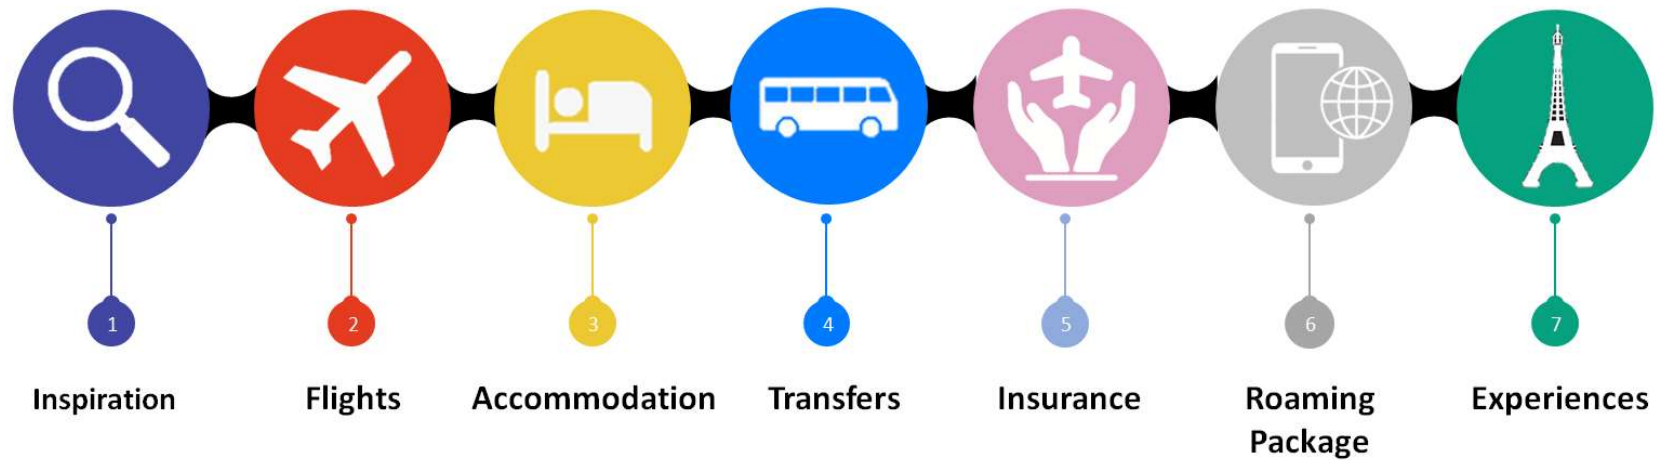 1 2 3 4 5 6 7
Inspiration Flights Accommodation Transfers Insurance Roaming Experiences
Package